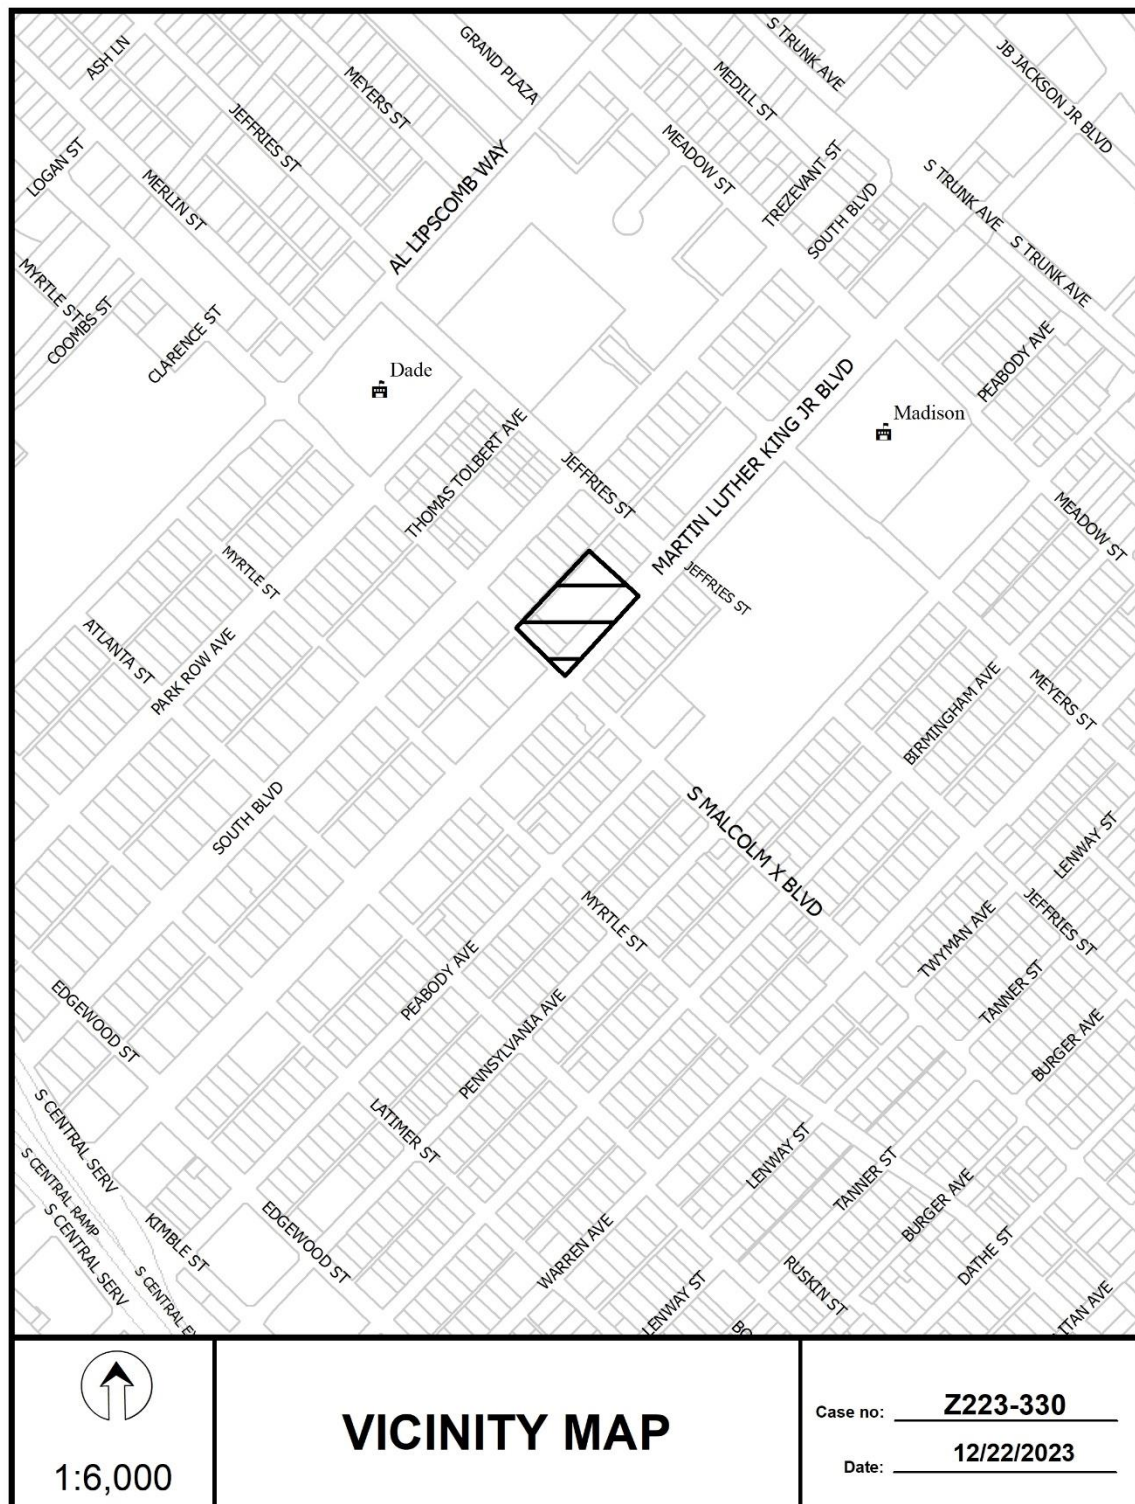 ASH LN
GRAND PLAZA
S TRUNK AVE
JB JACKSON JR BLVD
MEYERS ST
MEDILL ST
JEFFRIES ST
LOGAN ST
MEADOW ST
AL LIPSCOMB WAY
TREZEVANT ST
MERLIN ST
SOUTH BLVD
S TRUNK AVE
S TRUNK AVE
MYRTLE ST
COOMBS ST
CLARENCE ST
PEABODY AVE
Dade
Madison
MARTIN LUTHER KING JR BLVD
THOMAS TOLBERT AVE
JEFFRIES ST
MEADOW ST
MYRTLE ST
JEFFRIES ST
ATLANTA ST
PARK ROW AVE
BIRMINGHAM AVE
MEYERS ST
SOUTH BLVD
S MALCOLM X BLVD
LENWAY ST
MYRTLE ST
JEFFRIES ST
TWYMAN AVE
PEABODY AVE
TANNER ST
EDGEWOOD ST
PENNSYLVANIA AVE
BURGER AVE
S CENTRAL SERV
LATIMER ST
LENWAY ST
S CENTRAL RAMP
TANNER ST
S CENTRAL SERV
KIMBLE ST
EDGEWOOD ST
BURGER AVE
WARREN AVE
DATHE ST
S CENTRAL E
RUSKIN ST
LENWAY ST
BO
ITAN AVE
1:6,000
VICINITY MAP
Case no: Z223-330
Date: 12/22/2023